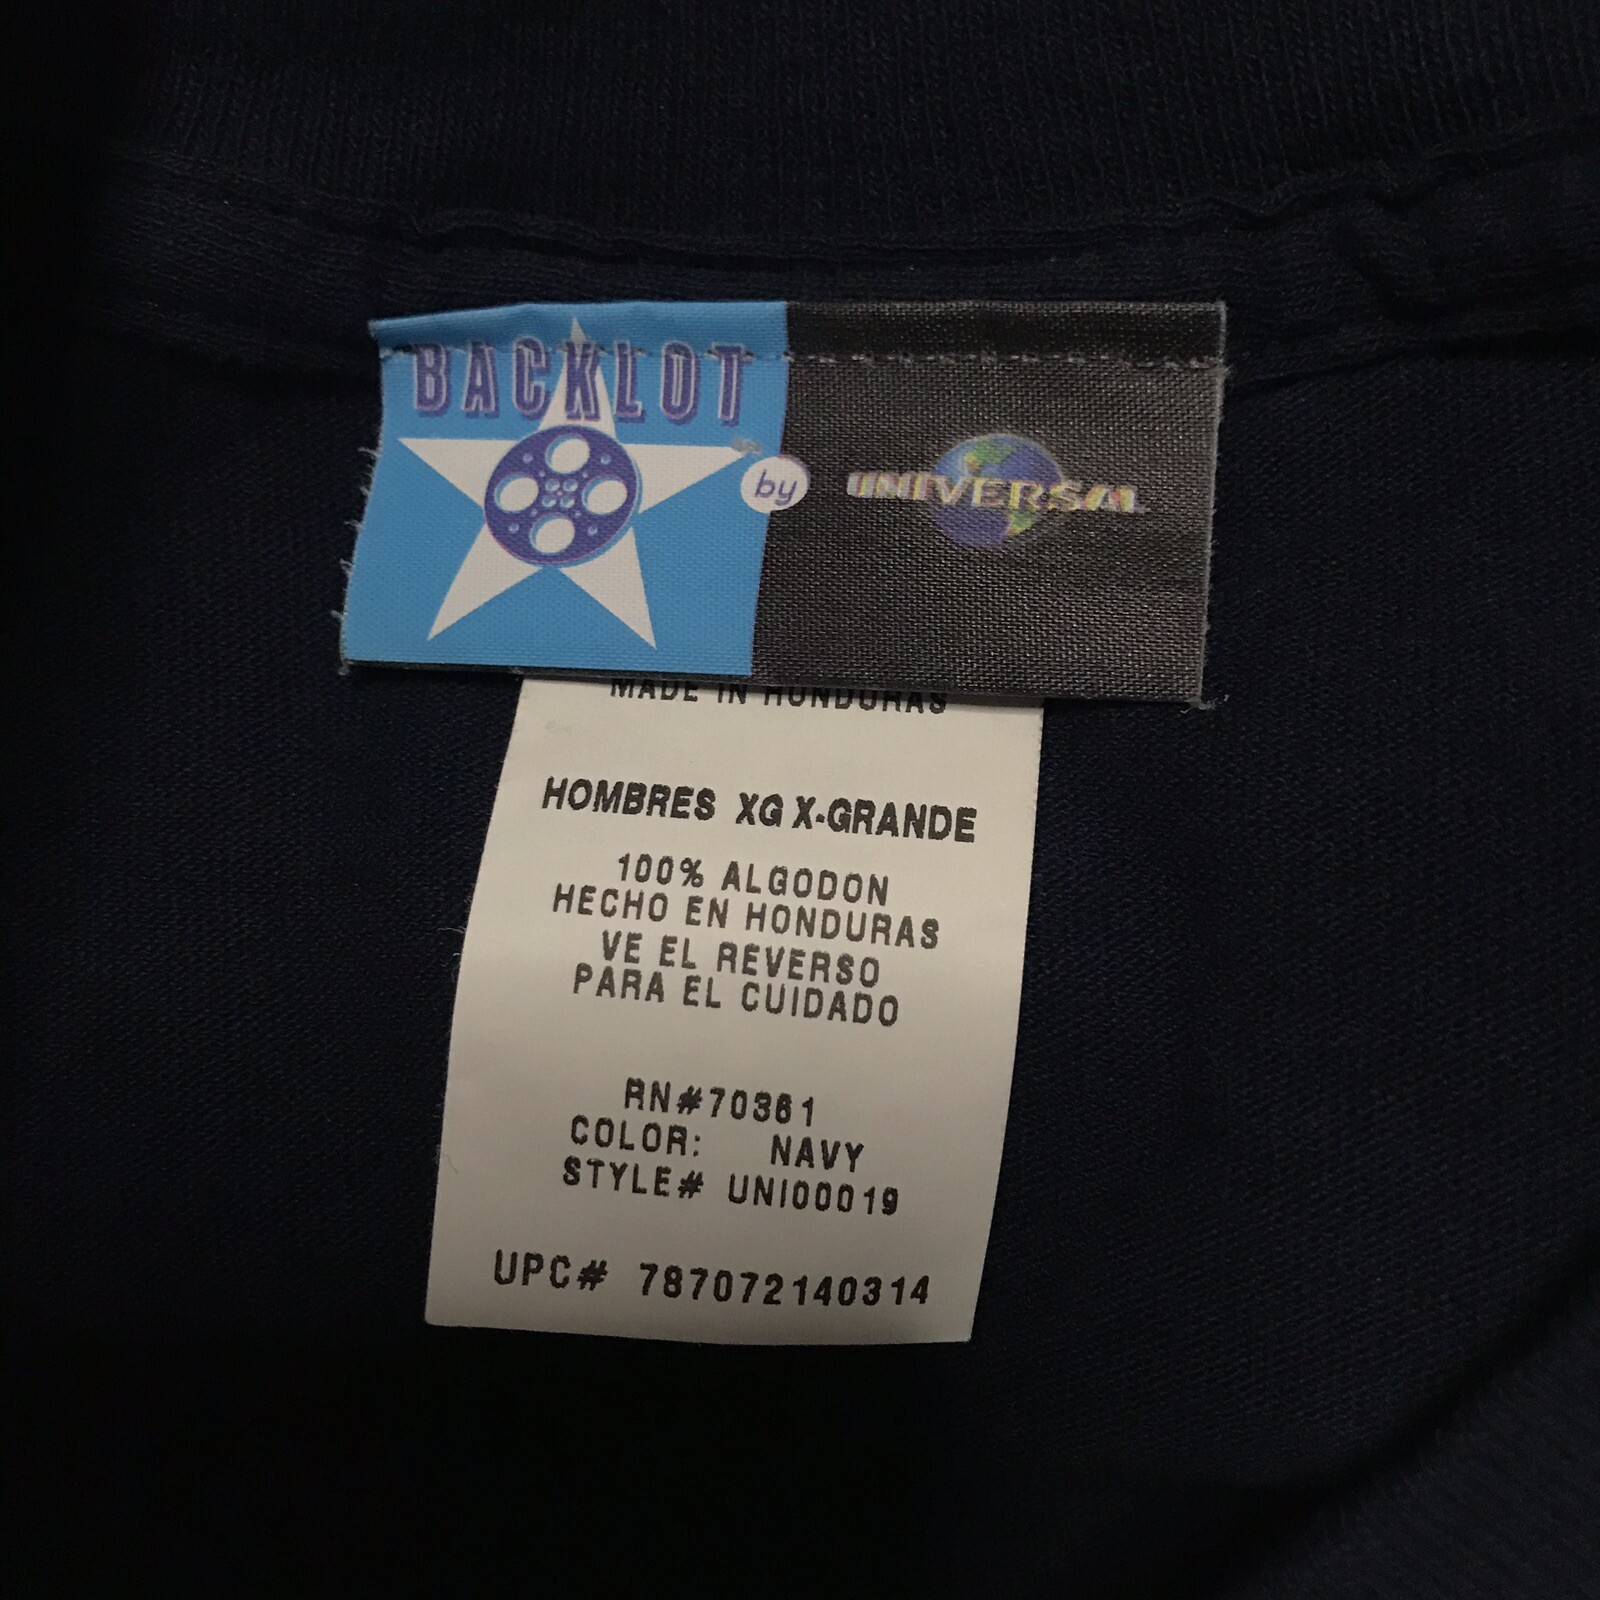 BACKLOT
by
UNIVERSAL
MADE IN HONDURAS
HOMBRES XG X-GRANDE
100% ALGODON
HECHO EN HONDURAS
VE EL REVERSO
PARA EL CUIDADO
RN#70361
COLOR: NAVY
STYLE# UNI00019
UPC# 787072140314